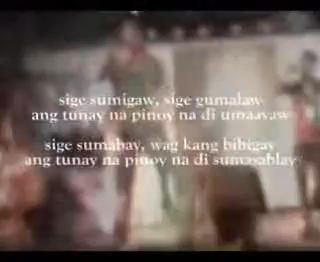 sige sumigaw, sige gumalaw
ang tunay na pinoy na di umaayaw
sige sumabay, wag kang bibigay
ang tunay na pinoy na di sumasablay